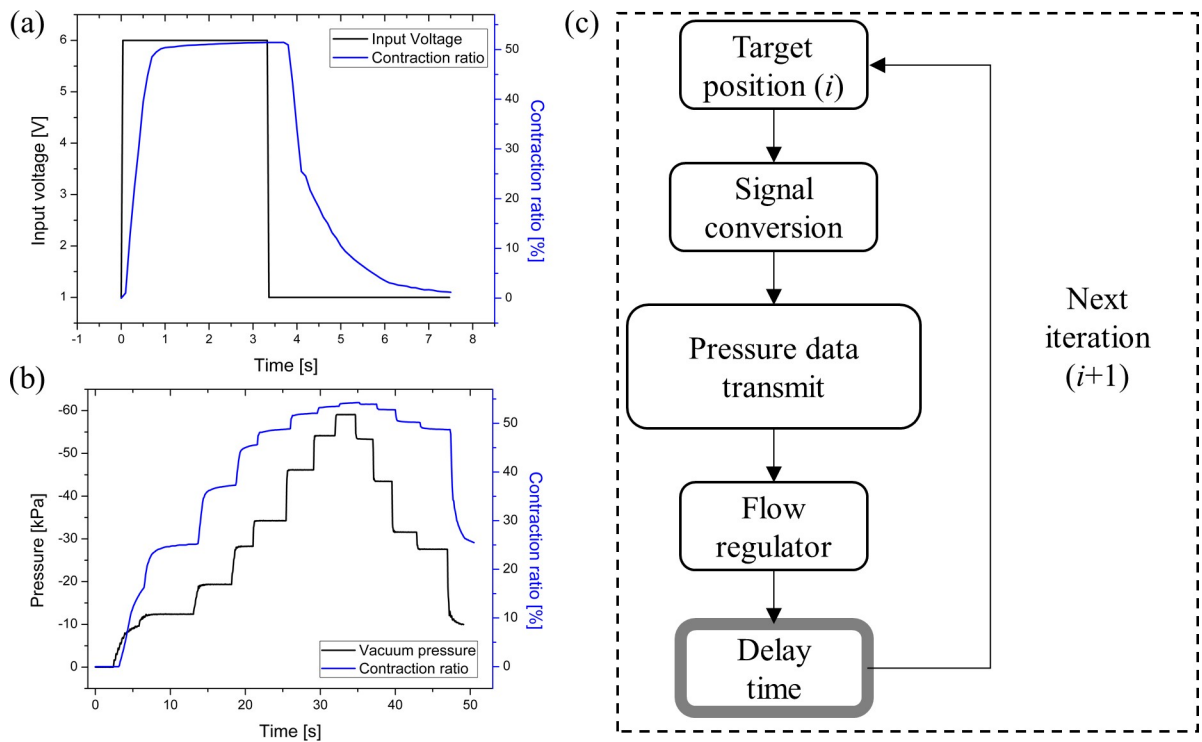 (a)
Input Voltage
Contraction ratio
Input voltage [V]
6
5
4
3
2
1
50
40
30
20
10
0
Contraction ratio [%]
-1
0
1
2
3
4
5
6
7
8
Time [s]
(b)
Pressure [kPa]
-60
-50
-40
-30
-20
-10
0
50
40
30
20
10
0
Contraction ratio [%]
Vacuum pressure
Contraction ratio
0
10
20
30
40
50
Time [s]
(c)
Target
position (i)
Signal
conversion
Pressure data
transmit
Flow
regulator
Delay
time
Next
iteration
(i+1)